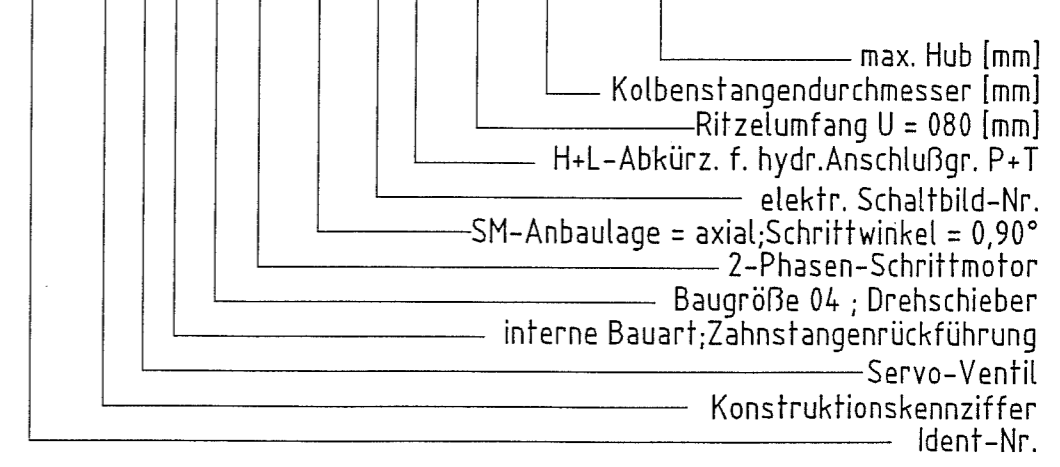 max. Hub [mm]
Kolbenstangendurchmesser [mm]
Ritzelumfang U = 080 [mm]
H+L-Abkürz. f. hydr.Anschlußgr. P+T
elektr. Schaltbild-Nr.
SM-Anbaulage = axial;Schrittwinkel = 0,90°
2-Phasen-Schrittmotor
Baugröße 04 ; Drehschieber
interne Bauart;Zahnstangenrückführung
Servo-Ventil
Konstruktionskennziffer
Ident-Nr.